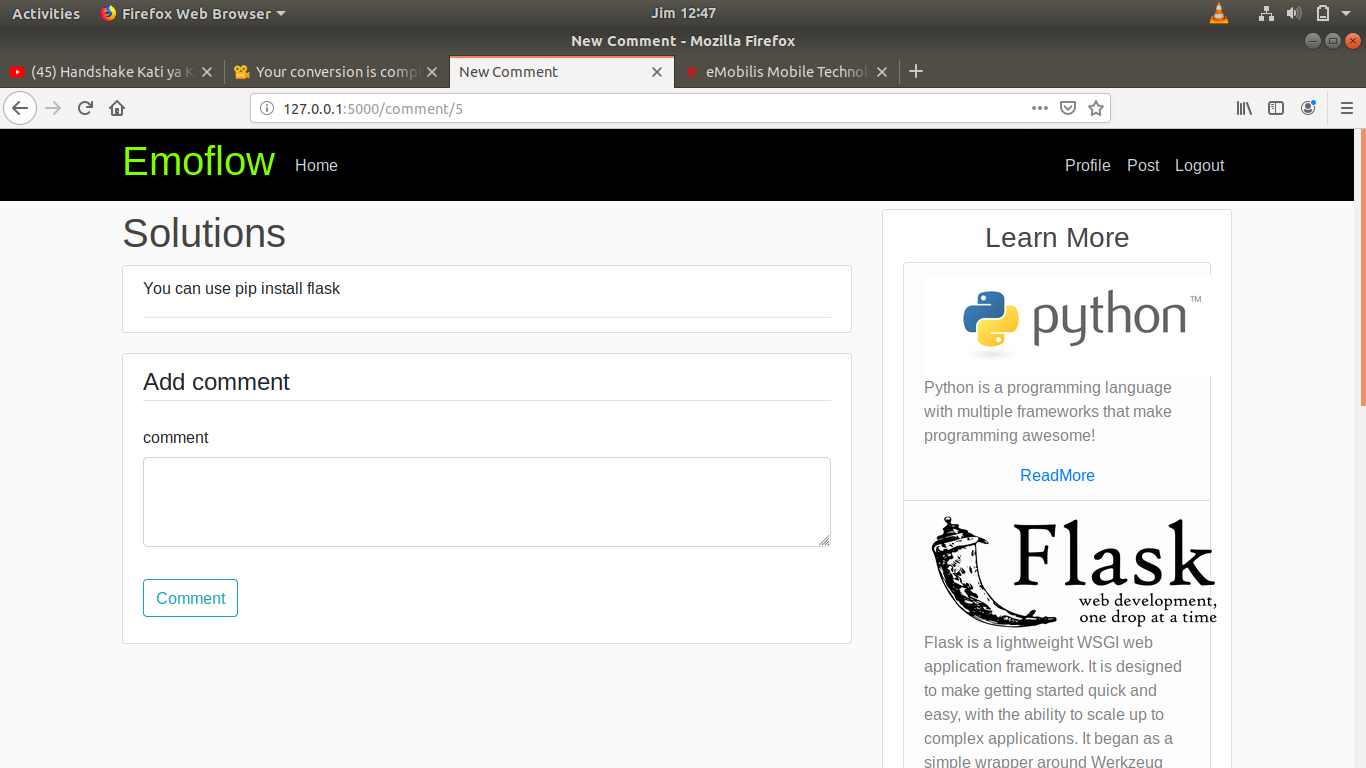 Activities Firefox Web Browser Jim 12:47
New Comment - Mozilla Firefox
(45) Handshake Kati ya K Your conversion is comp New Comment eMobilis Mobile Technol
127.0.0.1:5000/comment/5
Emoflow Home Profile Post Logout
Solutions
You can use pip install flask
Add comment
comment
Comment
Learn More
python TM
Python is a programming language
with multiple frameworks that make
programming awesome!
ReadMore
Flask
web development,
one drop at a time
Flask is a lightweight WSGI web
application framework. It is designed
to make getting started quick and
easy, with the ability to scale up to
complex applications. It began as a
simple wrapper around Werkzeug